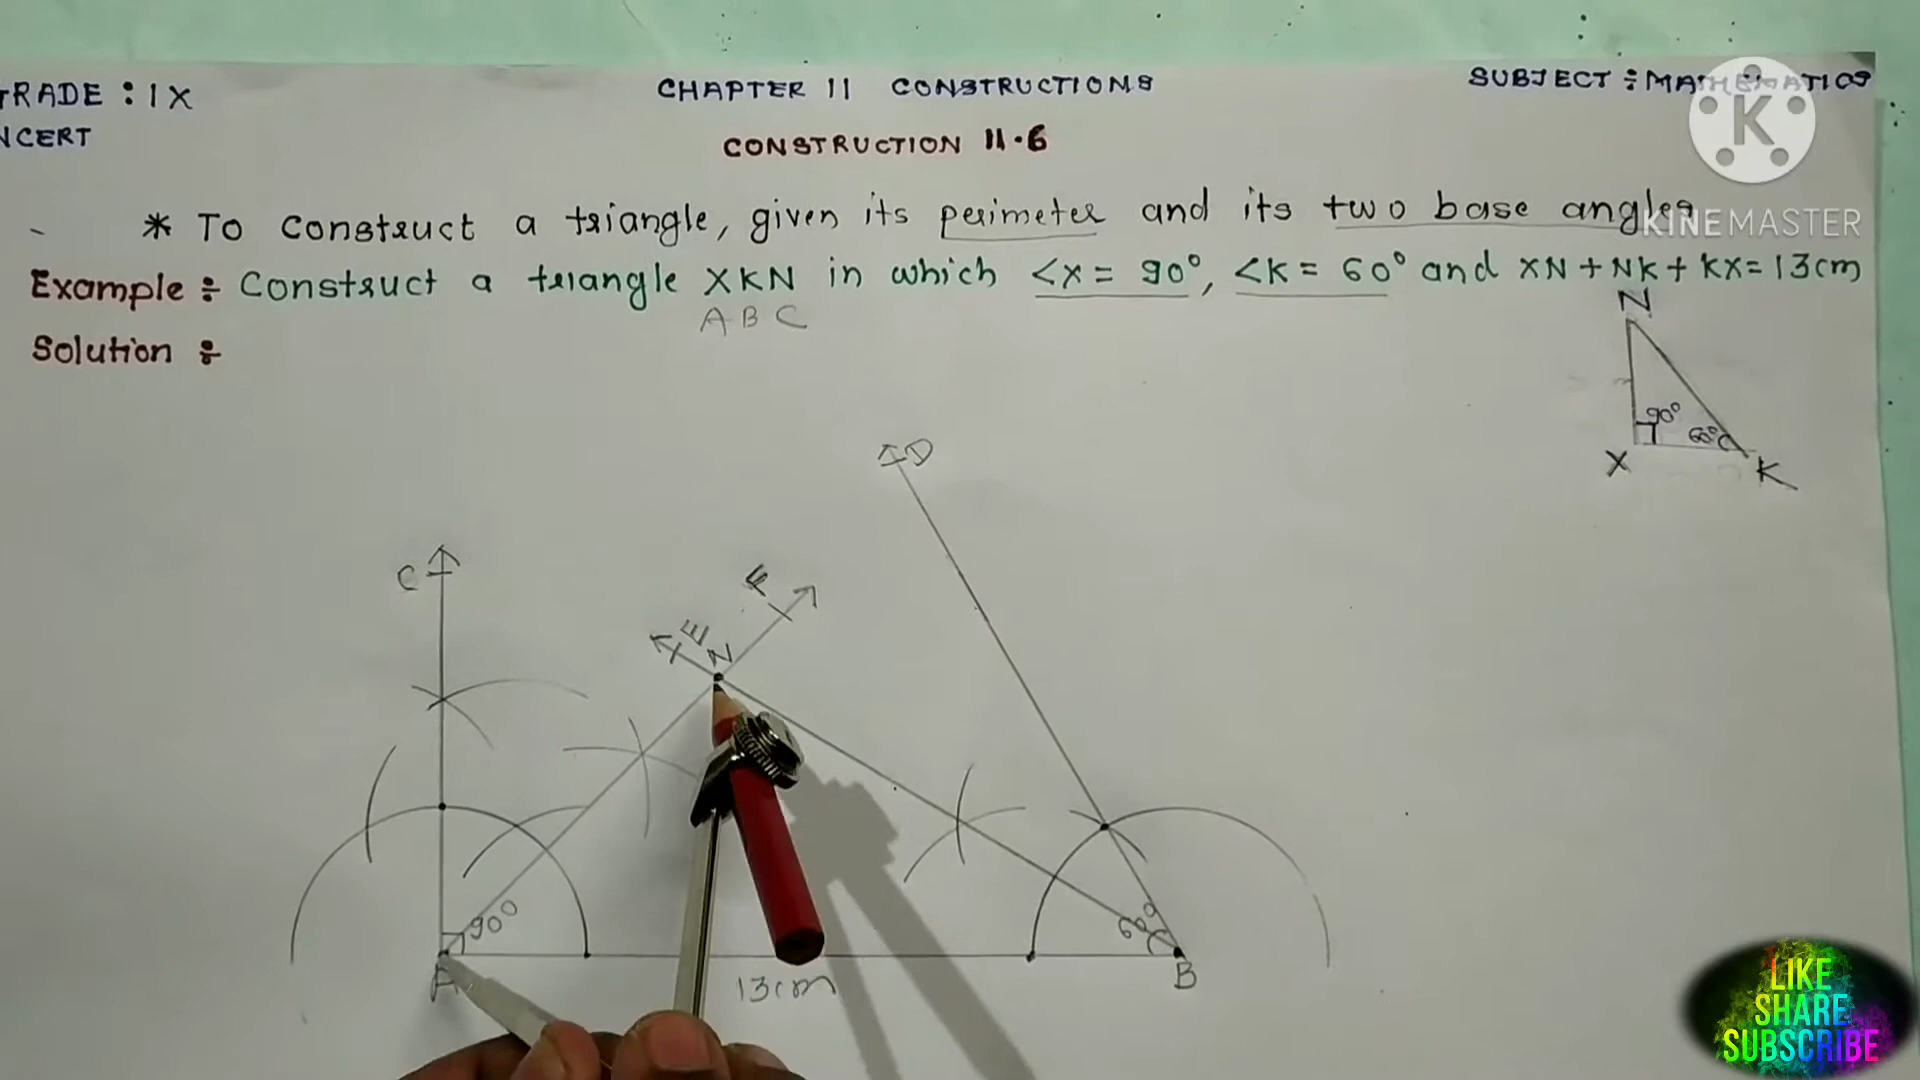 TRADE : IX
CHAPTER 11 CONSTRUCTIONS
SUBJECT : MATHEMATICS
NCERT
CONSTRUCTION 11.6
K
KINEMASTER
* To construct a triangle, given its perimeter and its two base angles
Example : Construct a triangle XKN in which <X = 90°, <K = 60° and XN + NK + KX = 13cm
A B C
Solution :
N
90°
60°
X
K
D
C
F
E
N
90°
60°
A
13cm
B
LIKE
SHARE
SUBSCRIBE